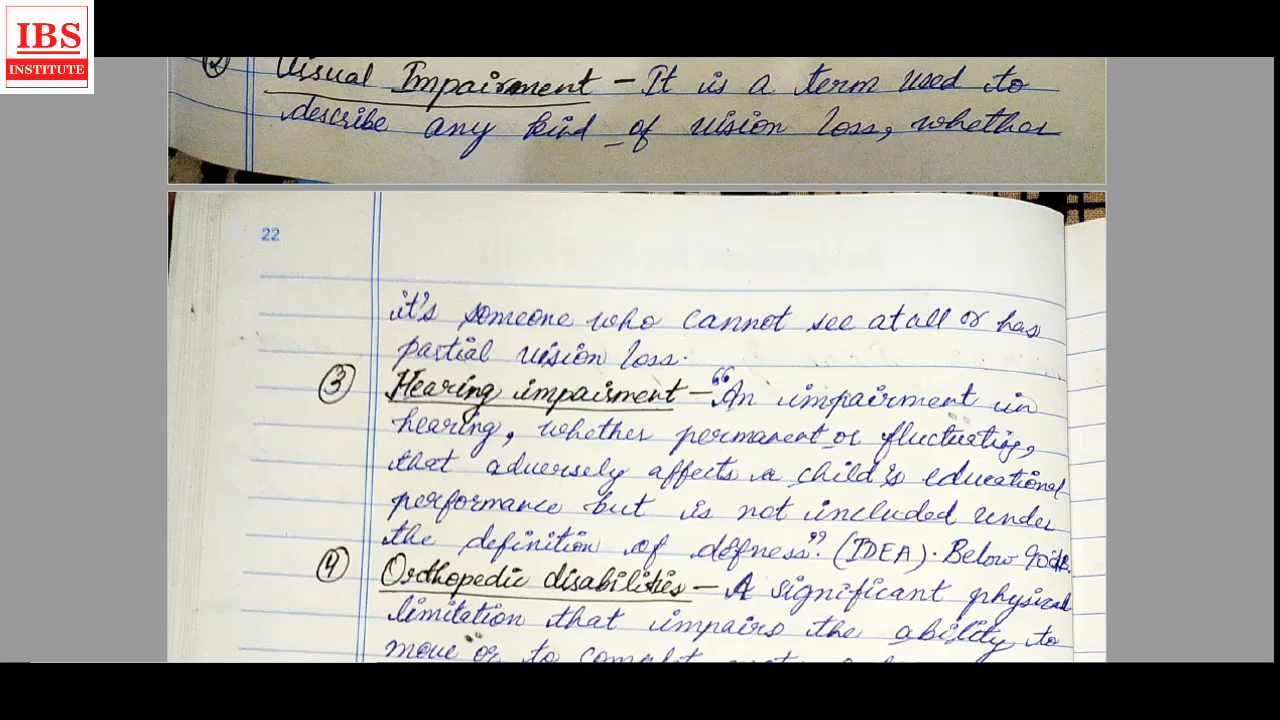 IBS
INSTITUTE
② Visual Impairment - It is a term used to
describe any kind of vision loss, whether
22
it's someone who cannot see at all or has
partial vision loss.
③ Hearing impairment - "An impairment in
hearing, whether permanent or fluctuating,
that adversely affects a child's educational
performance but is not included under
the definition of defness". (IDEA). Below 90dB.
④ Orthopedic disabilities - A significant physical
limitation that impairs the ability to
move or to